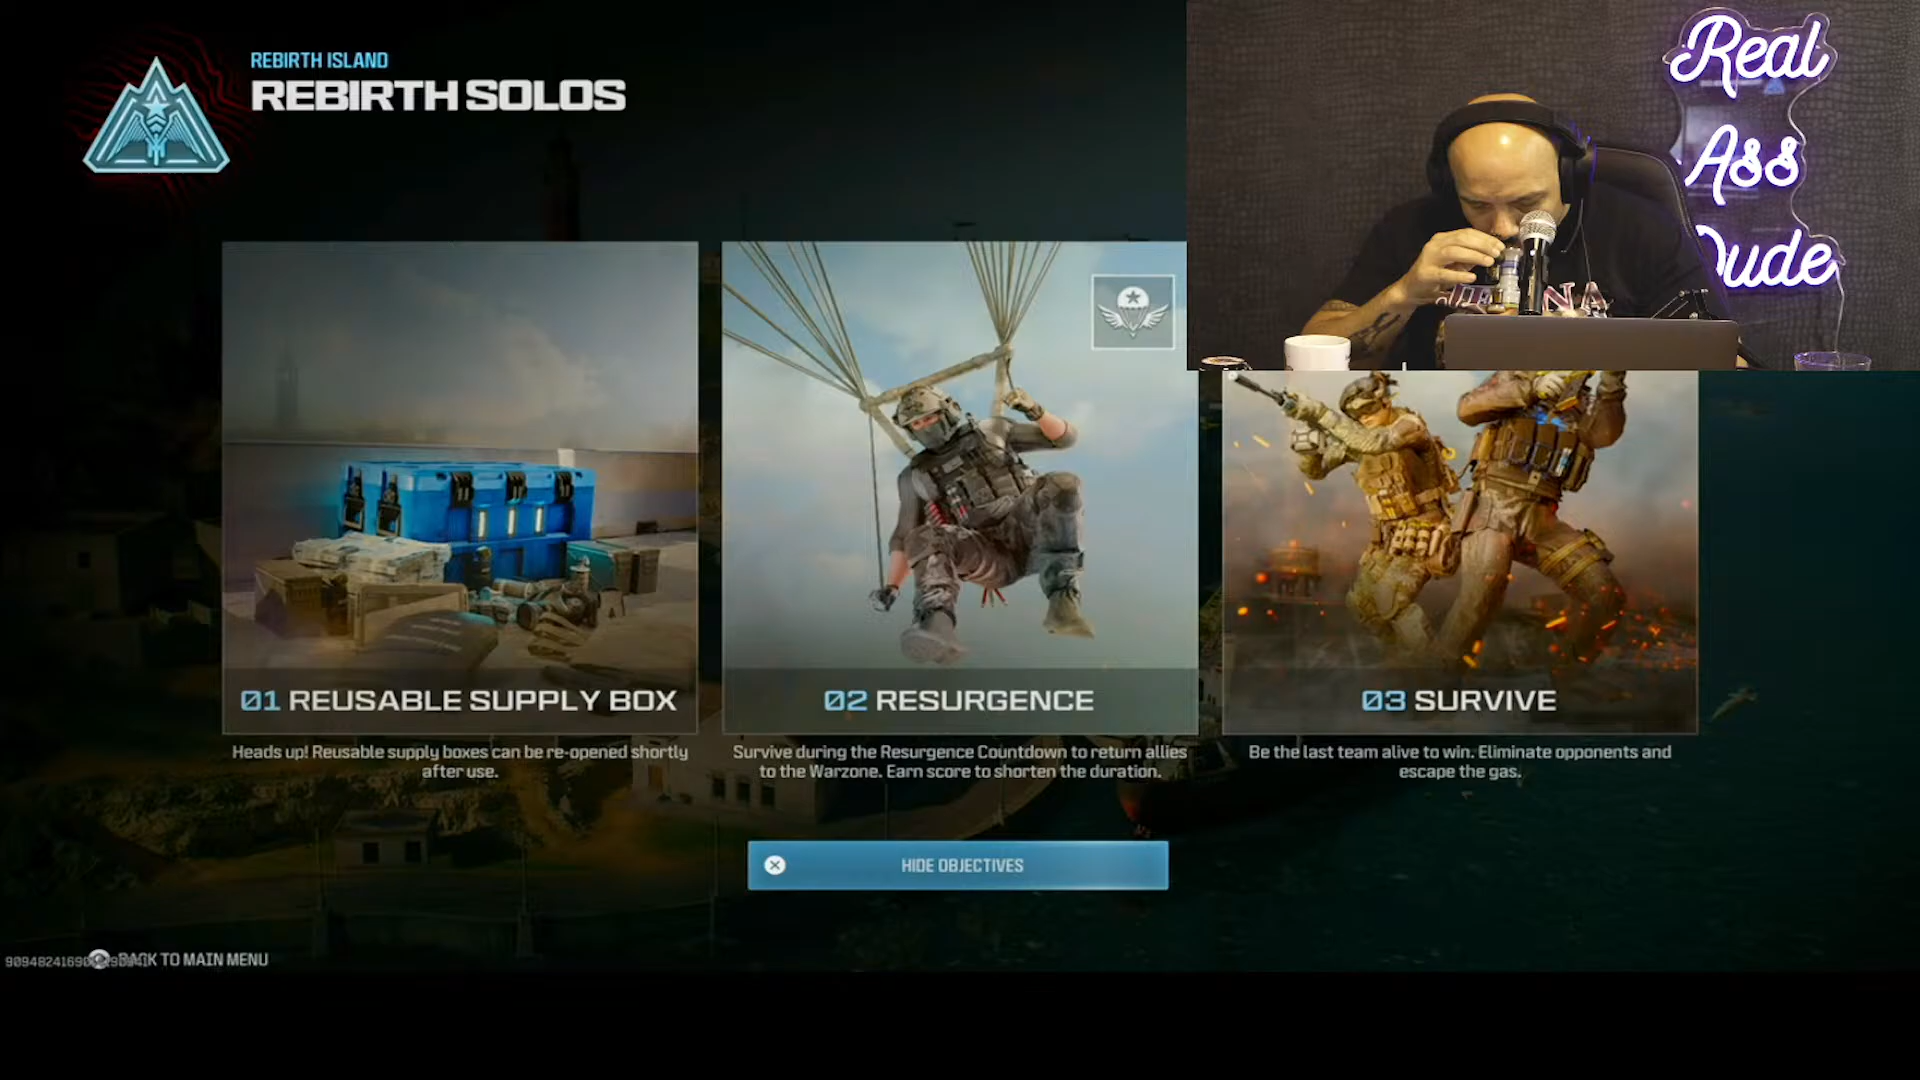 REBIRTH ISLAND
REBIRTH SOLOS
Real
Ass
Dude
01 REUSABLE SUPPLY BOX
Heads up! Reusable supply boxes can be re-opened shortly
after use.
02 RESURGENCE
Survive during the Resurgence Countdown to return allies
to the Warzone. Earn score to shorten the duration.
03 SURVIVE
Be the last team alive to win. Eliminate opponents and
escape the gas.
HIDE OBJECTIVES
BACK TO MAIN MENU